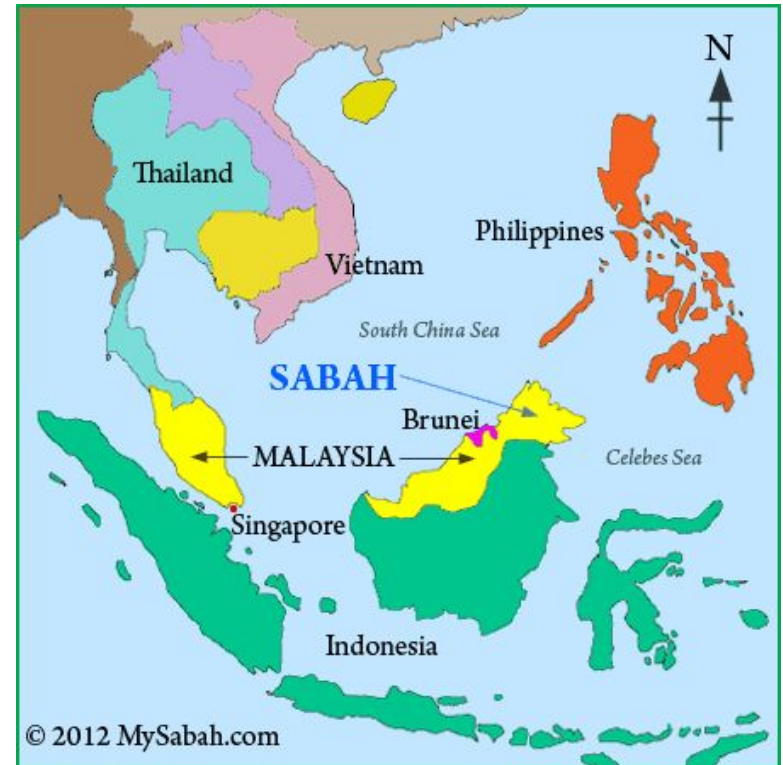 N
Thailand
Philippines
Vietnam
South China Sea
SABAH
Brunei
MALAYSIA
Celebes Sea
Singapore
Indonesia
© 2012 MySabah.com